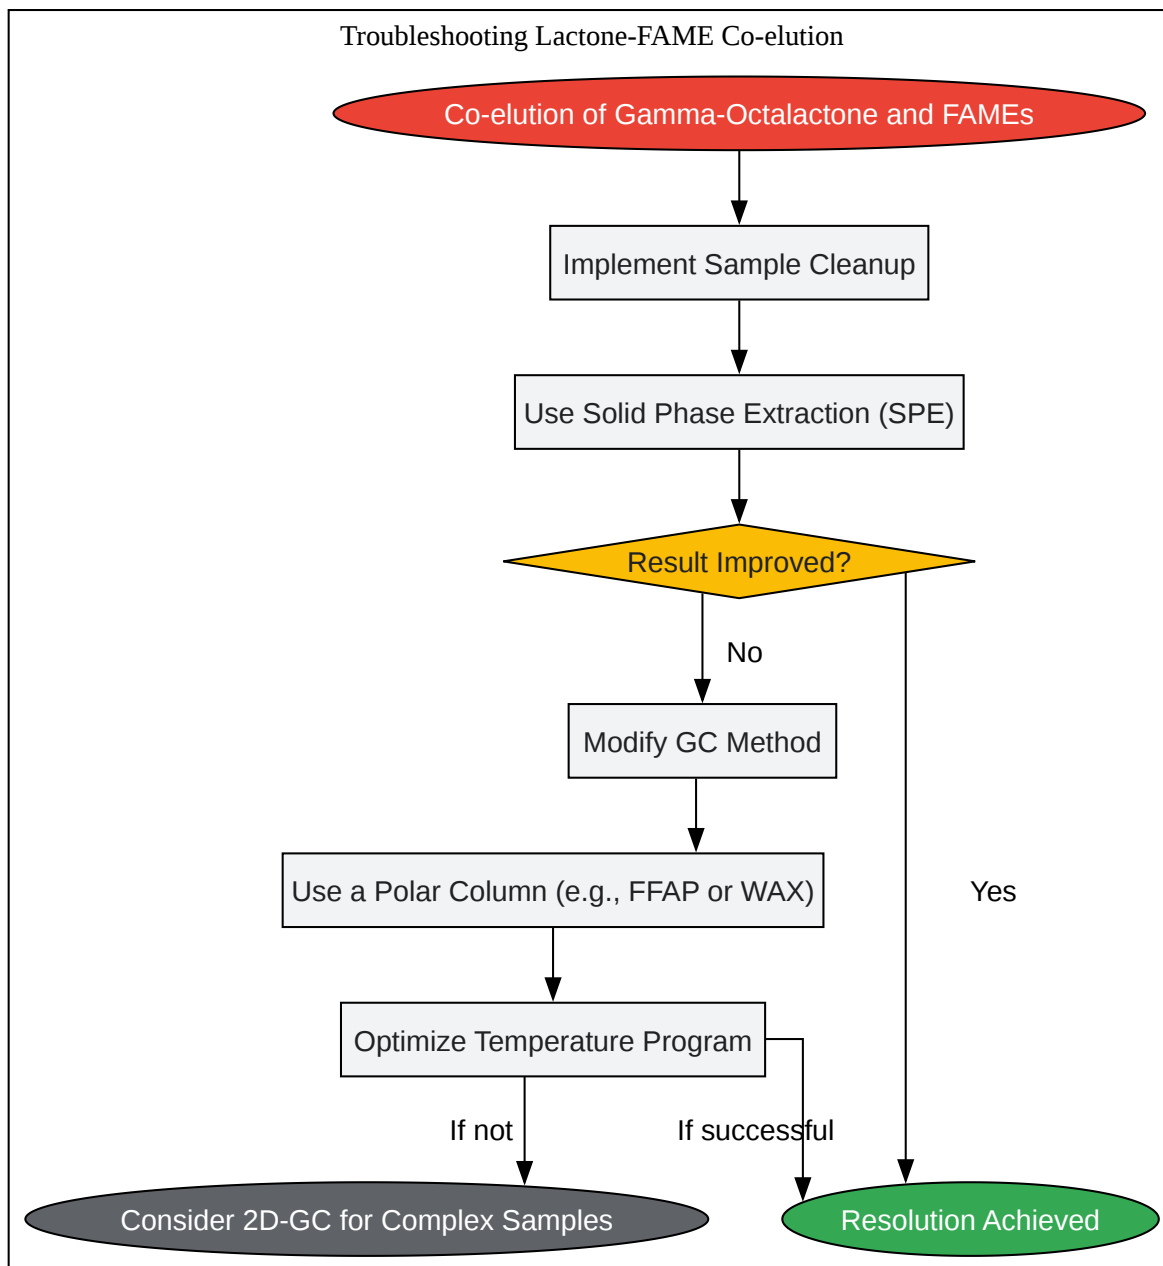 Troubleshooting Lactone-FAME Co-elution
Co-elution of Gamma-Octalactone and FAMEs
Implement Sample Cleanup
Use Solid Phase Extraction (SPE)
Result Improved?
No
Modify GC Method
Use a Polar Column (e.g., FFAP or WAX)
Yes
Optimize Temperature Program
If not
If successful
Consider 2D-GC for Complex Samples
Resolution Achieved